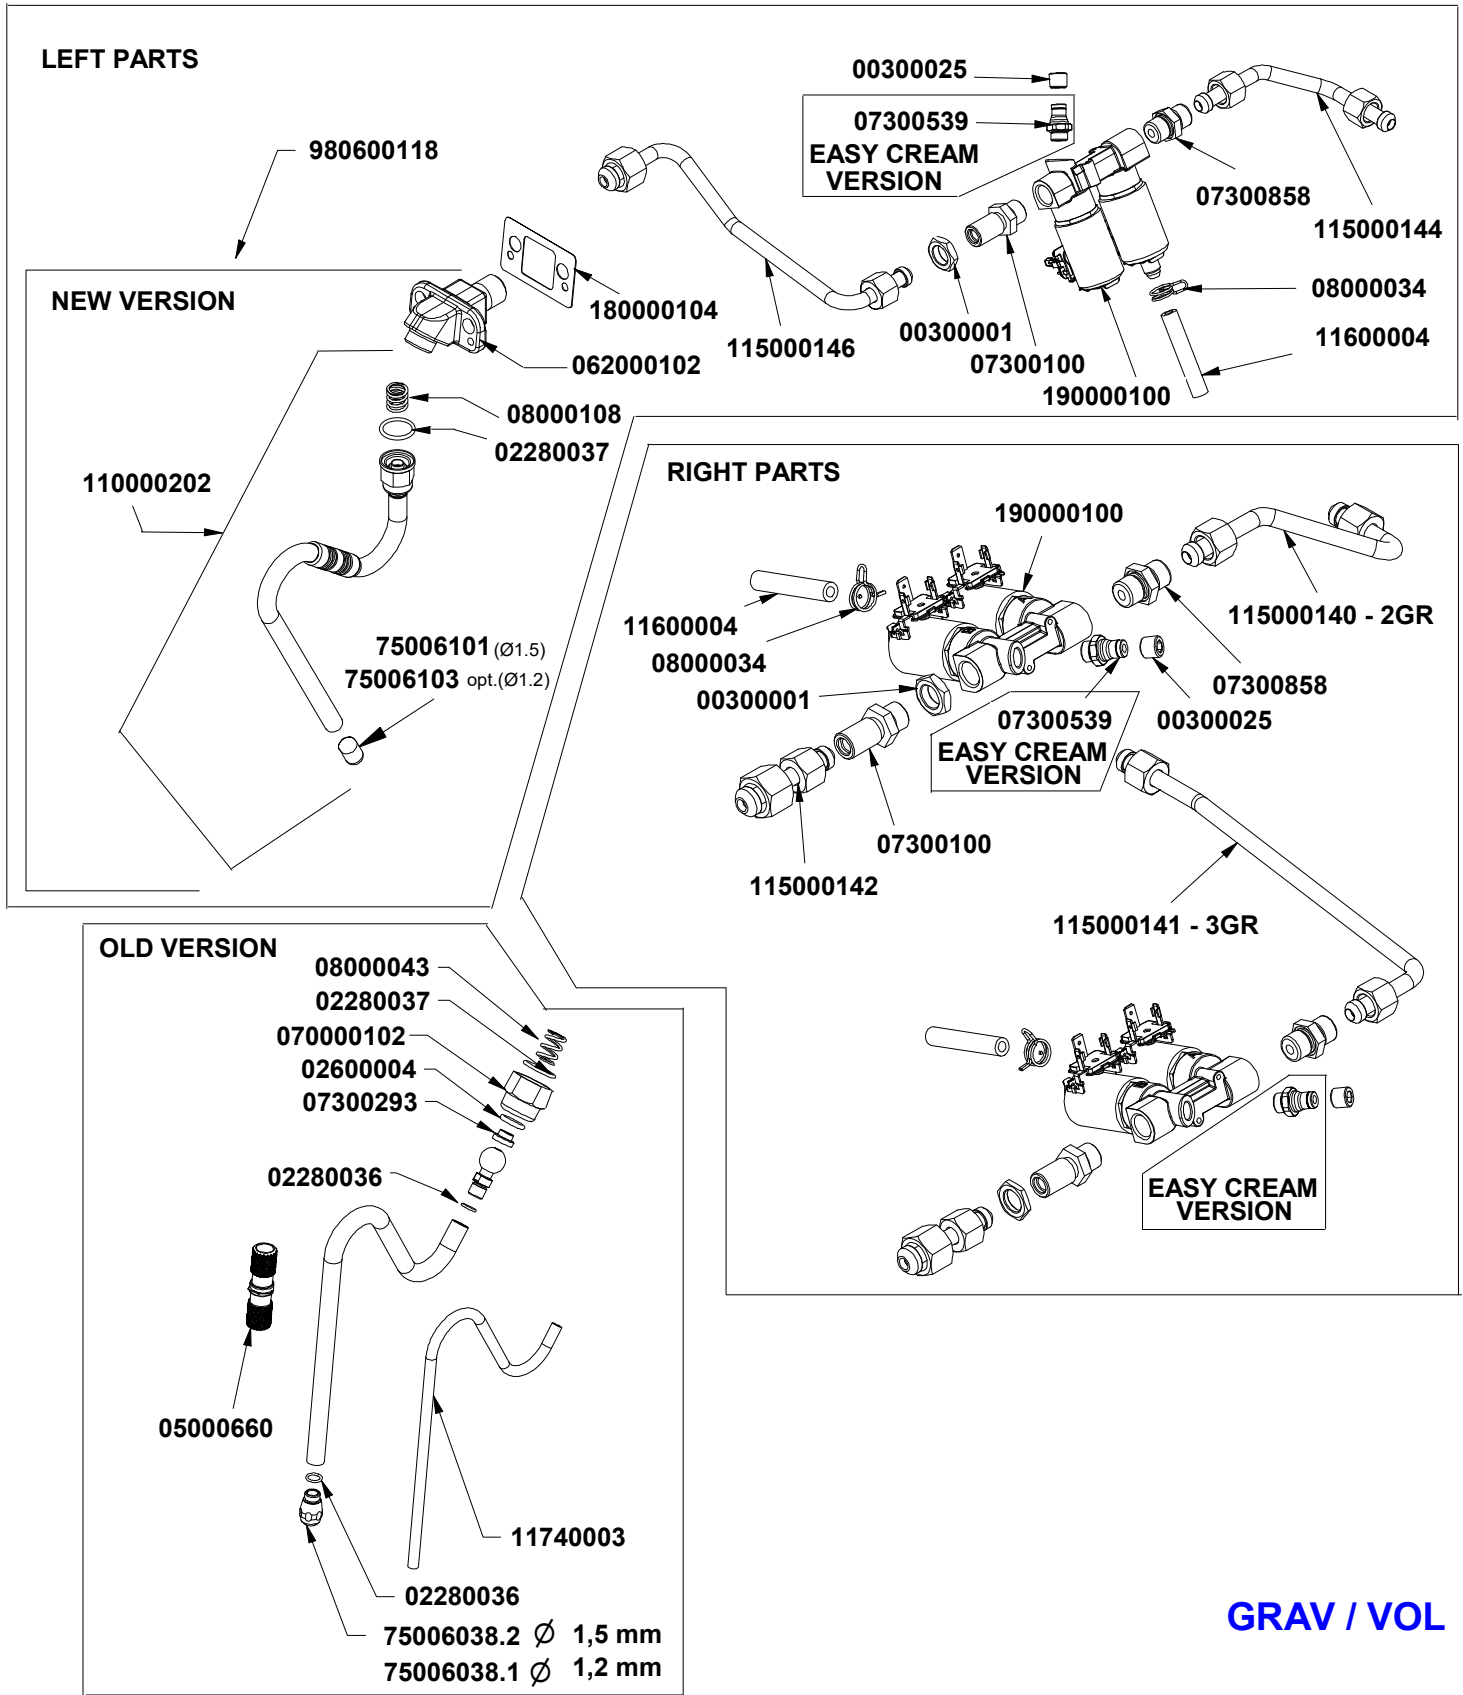 LEFT PARTS
00300025
07300539
EASY CREAM
VERSION
980600118
07300858
115000144
NEW VERSION
180000104
08000034
00300001
11600004
115000146
062000102
07300100
190000100
08000108
02280037
110000202
RIGHT PARTS
190000100
115000140 - 2GR
11600004
75006101 (Ø1.5)
08000034
75006103 opt.(Ø1.2)
07300858
00300001
07300539
00300025
EASY CREAM
VERSION
07300100
115000142
115000141 - 3GR
OLD VERSION
08000043
02280037
070000102
02600004
07300293
02280036
EASY CREAM
VERSION
05000660
11740003
02280036
75006038.2 Ø 1,5 mm
75006038.1 Ø 1,2 mm
GRAV / VOL